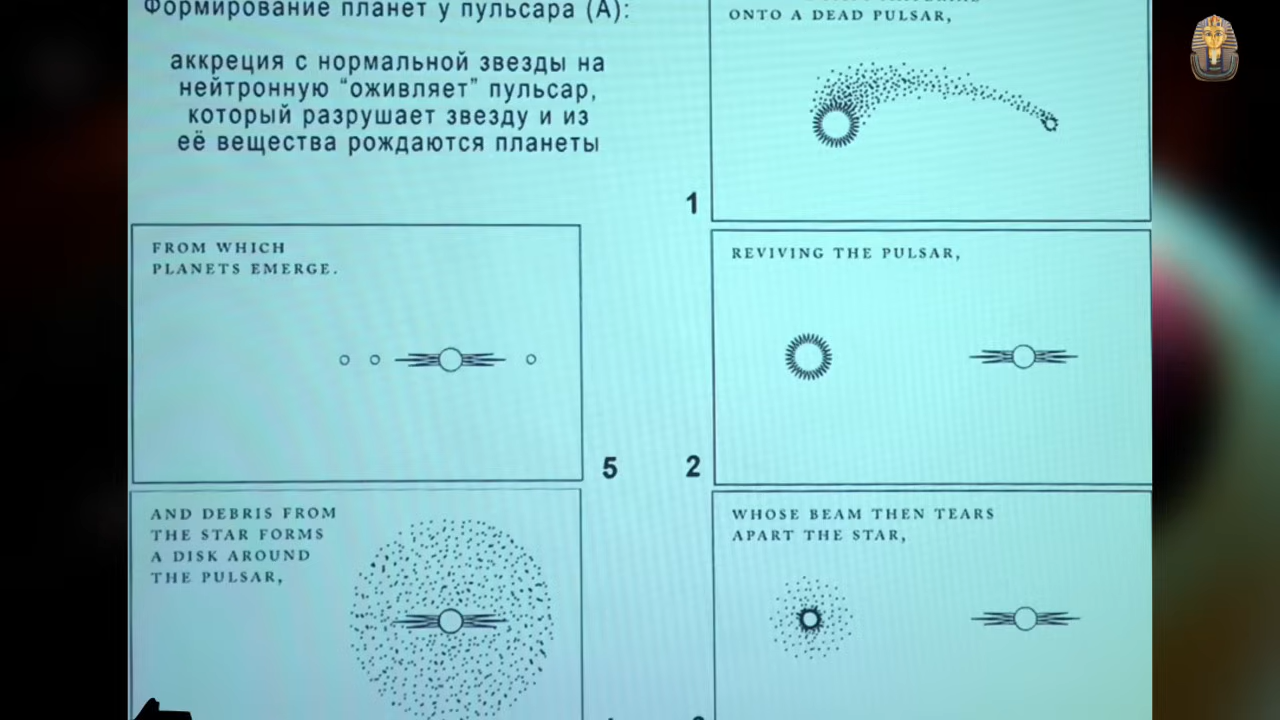 Формирование планет у пульсара (А):
аккреция с нормальной звезды на
нейтронную “оживляет” пульсар,
который разрушает звезду и из
её вещества рождаются планеты
ONTO A DEAD PULSAR,
1
REVIVING THE PULSAR,
2
WHOSE BEAM THEN TEARS
APART THE STAR,
AND DEBRIS FROM
THE STAR FORMS
A DISK AROUND
THE PULSAR,
FROM WHICH
PLANETS EMERGE.
5